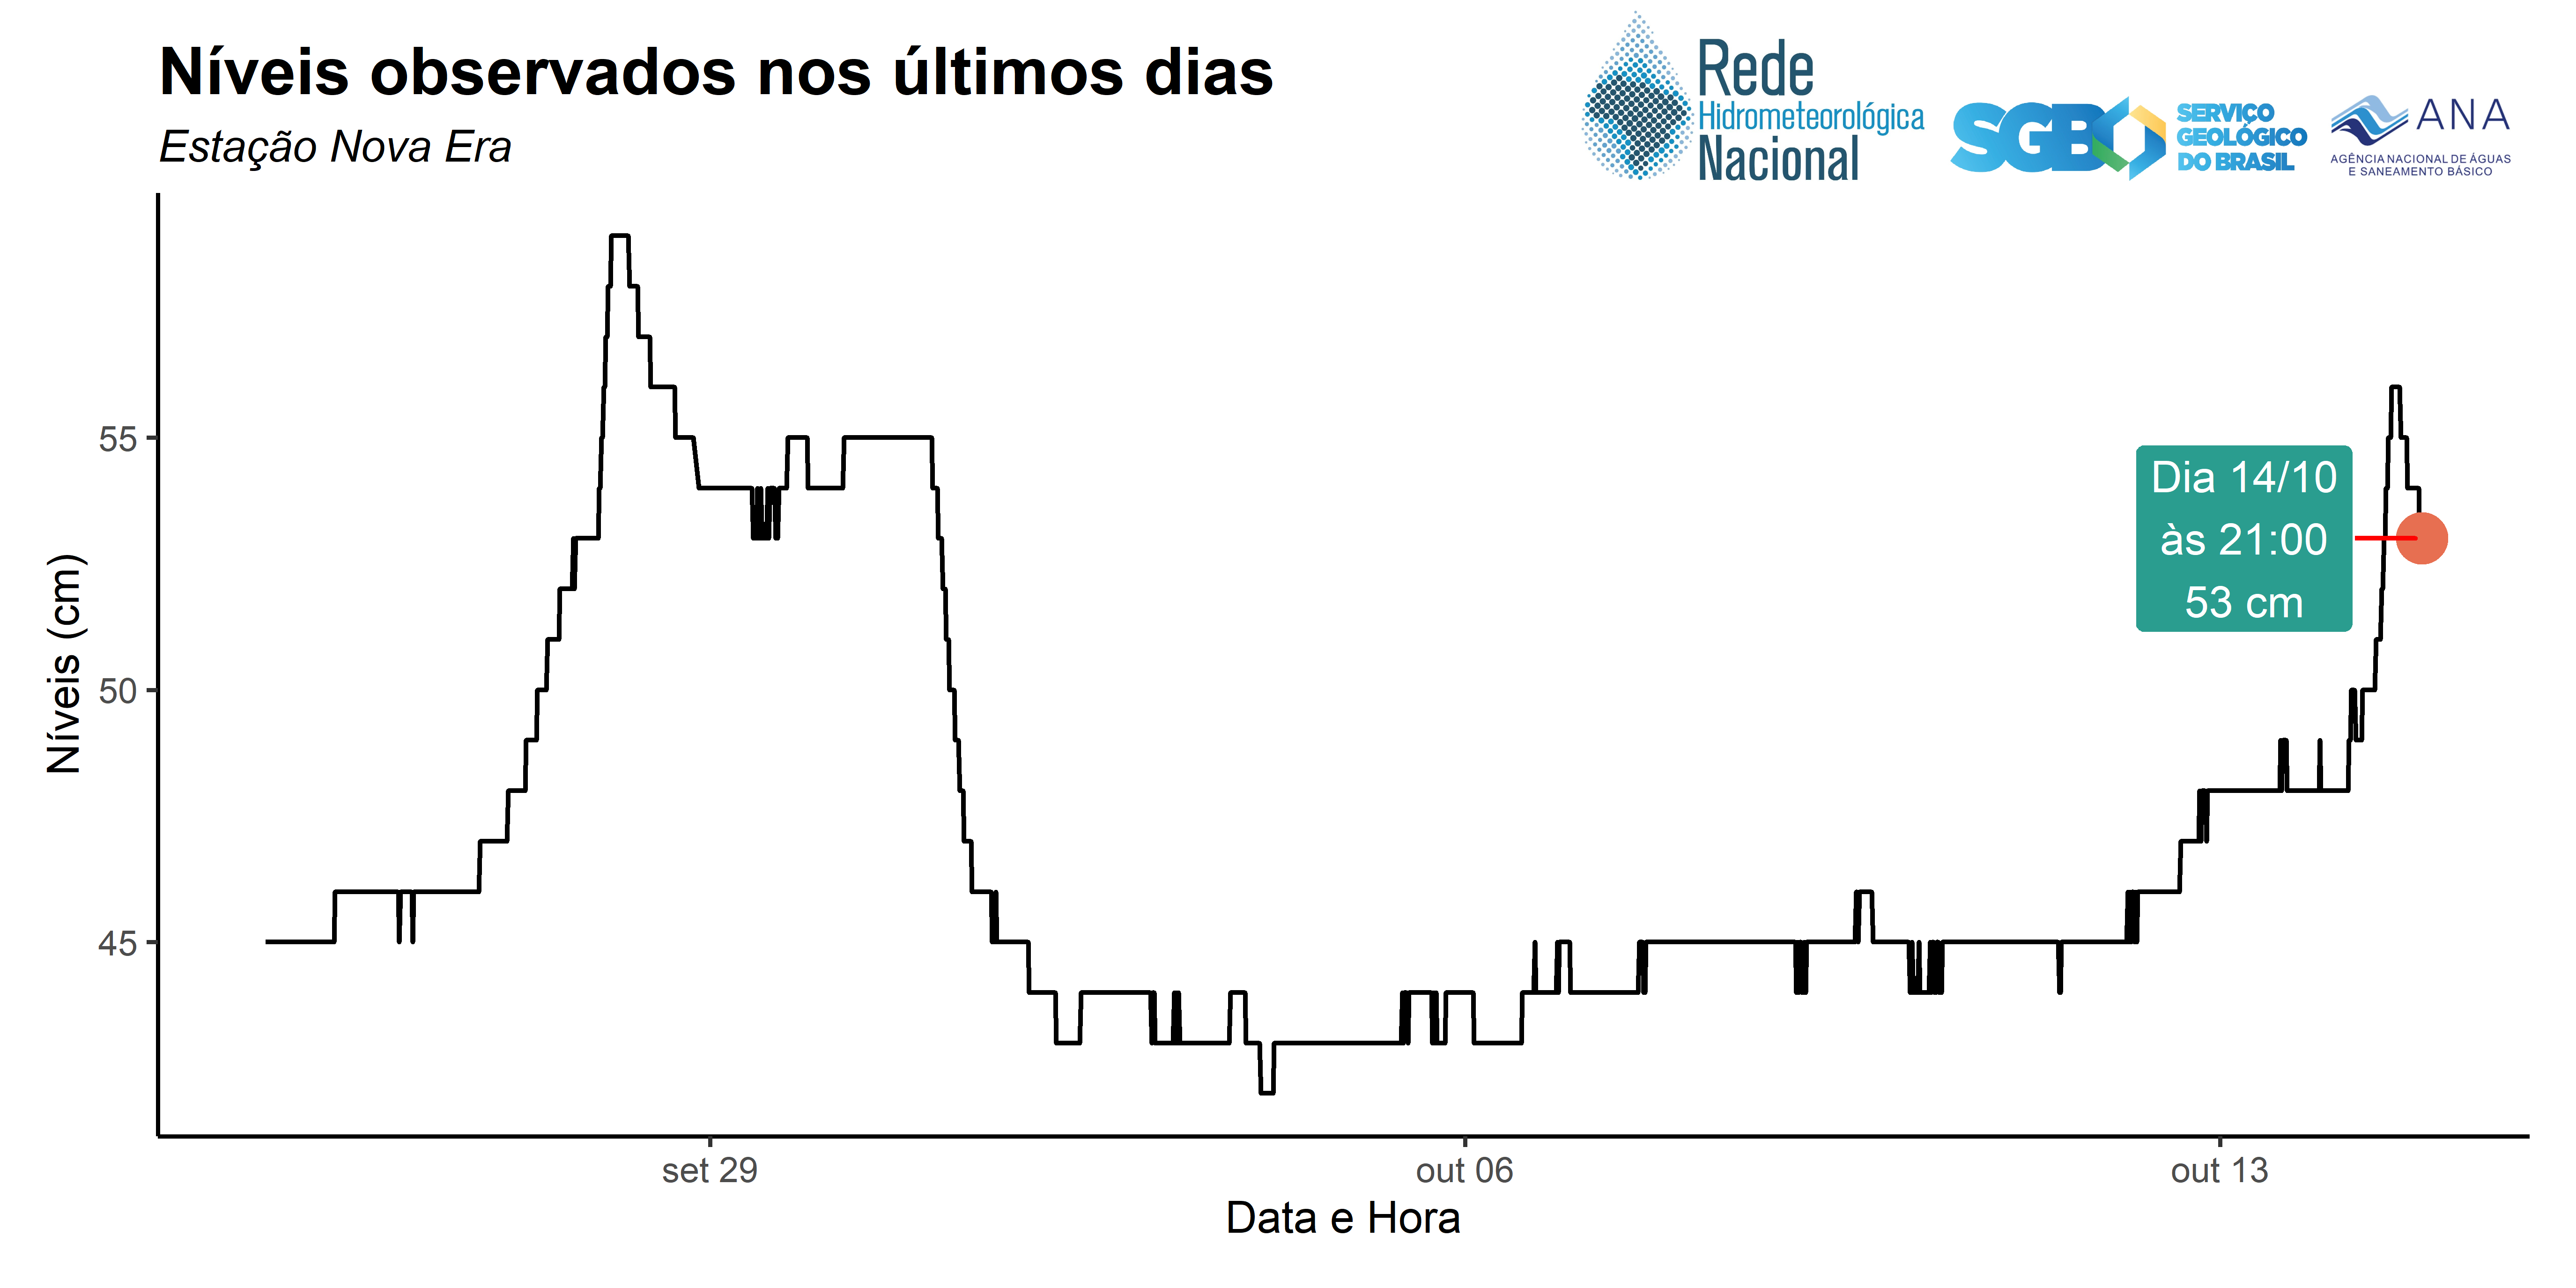 Níveis observados nos últimos dias
Estação Nova Era
Rede
Hidrometeorológica
Nacional
SGB
SERVIÇO
GEOLÓGICO
DO BRASIL
ANA
AGÊNCIA NACIONAL DE ÁGUAS
E SANEAMENTO BÁSICO
Níveis (cm)
55
50
45
Dia 14/10
às 21:00
53 cm
set 29
out 06
out 13
Data e Hora